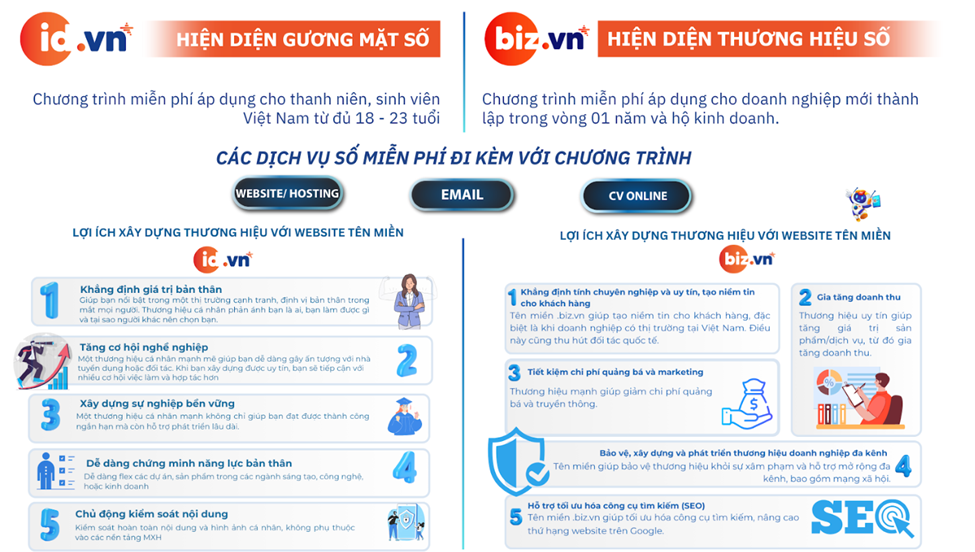 id.vn
HIỆN DIỆN GƯƠNG MẶT SỐ
Chương trình miễn phí áp dụng cho thanh niên, sinh viên
Việt Nam từ đủ 18 - 23 tuổi
biz.vn
HIỆN DIỆN THƯƠNG HIỆU SỐ
Chương trình miễn phí áp dụng cho doanh nghiệp mới thành
lập trong vòng 01 năm và hộ kinh doanh.
CÁC DỊCH VỤ SỐ MIỄN PHÍ ĐI KÈM VỚI CHƯƠNG TRÌNH
WEBSITE/ HOSTING
EMAIL
CV ONLINE
LỢI ÍCH XÂY DỰNG THƯƠNG HIỆU VỚI WEBSITE TÊN MIỀN
id.vn
1
Khẳng định giá trị bản thân
Giúp bạn nổi bật trong một thị trường cạnh tranh, định vị bản thân trong
mắt mọi người. Thương hiệu cá nhân phản ánh bạn là ai, bạn làm được gì
và tại sao người khác nên chọn bạn.
Tăng cơ hội nghề nghiệp
Một thương hiệu cá nhân mạnh mẽ giúp bạn dễ dàng gây ấn tượng với nhà
tuyển dụng hoặc đối tác. Khi bạn xây dựng được uy tín, bạn sẽ tiếp cận với
nhiều cơ hội việc làm và hợp tác hơn
2
3
Xây dựng sự nghiệp bền vững
Một thương hiệu cá nhân mạnh không chỉ giúp bạn đạt được thành công
ngắn hạn mà còn hỗ trợ phát triển lâu dài.
Dễ dàng chứng minh năng lực bản thân
Dễ dàng flex các dự án, sản phẩm trong các ngành sáng tạo, công nghệ,
hoặc kinh doanh
4
5
Chủ động kiểm soát nội dung
Kiểm soát hoàn toàn nội dung và hình ảnh cá nhân, không phụ thuộc
vào các nền tảng MXH
LỢI ÍCH XÂY DỰNG THƯƠNG HIỆU VỚI WEBSITE TÊN MIỀN
biz.vn
1
Khẳng định tính chuyên nghiệp và uy tín, tạo niềm tin
cho khách hàng
Tên miền .biz.vn giúp tạo niềm tin cho khách hàng, đặc
biệt là khi doanh nghiệp có thị trường tại Việt Nam. Điều
này cũng thu hút đối tác quốc tế.
2
Gia tăng doanh thu
Thương hiệu uy tín giúp
tăng giá trị sản
phẩm/dịch vụ, từ đó gia
tăng doanh thu.
3
Tiết kiệm chi phí quảng bá và marketing
Thương hiệu mạnh giúp giảm chi phí quảng
bá và truyền thông.
Bảo vệ, xây dựng và phát triển thương hiệu doanh nghiệp đa kênh
Tên miền giúp bảo vệ thương hiệu khỏi sự xâm phạm và hỗ trợ mở rộng đa
kênh, bao gồm mạng xã hội.
4
5
Hỗ trợ tối ưu hóa công cụ tìm kiếm (SEO)
Tên miền .biz.vn giúp tối ưu hóa công cụ tìm kiếm, nâng cao
thứ hạng website trên Google.
SEO